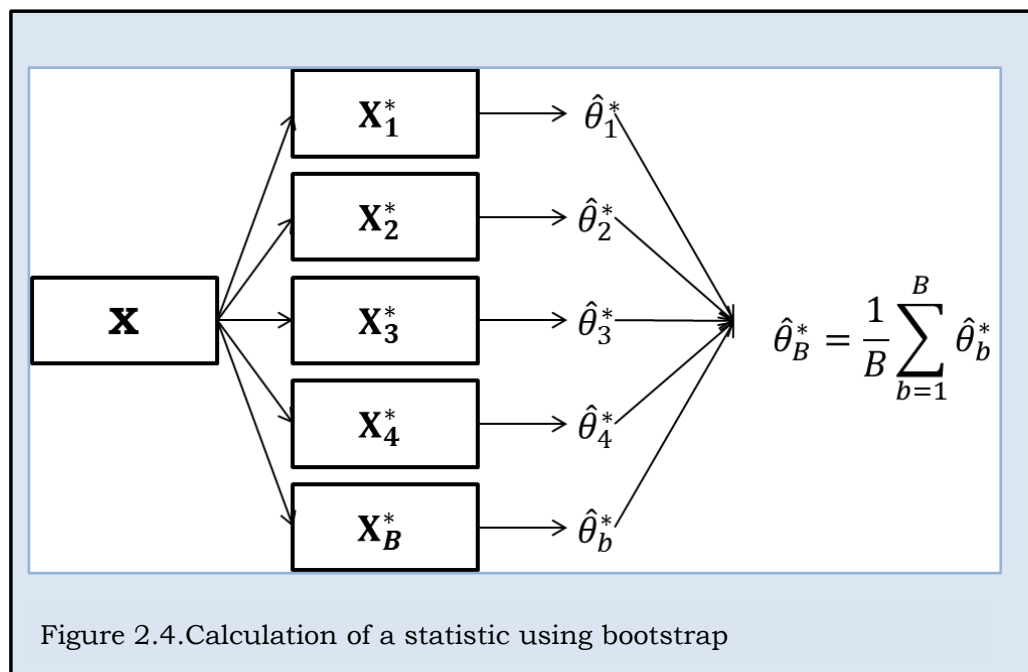 X₁* θ̂₁*
X₂* θ̂₂*
X X₃* θ̂₃* θ̂_B* = 1/B ∑_{b=1}^{B} θ̂_b*
X₄* θ̂₄*
X_B* θ̂_b*
Figure 2.4.Calculation of a statistic using bootstrap